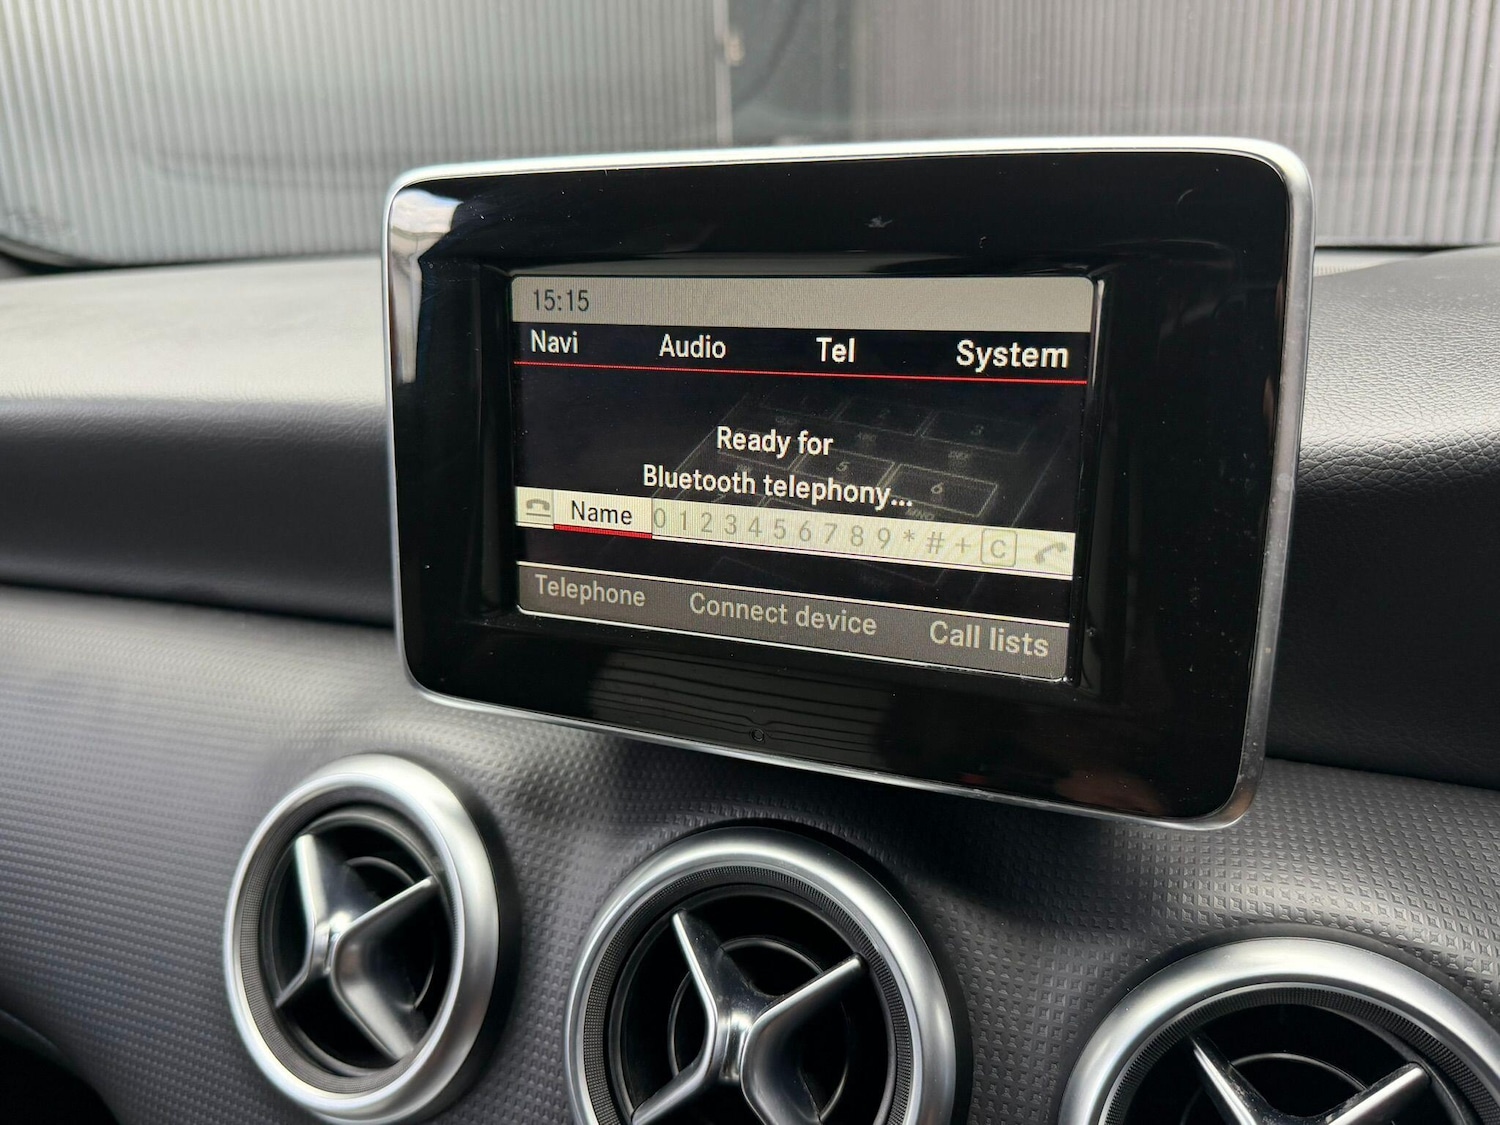 15:15
Navi Audio Tel System
Ready for
Bluetooth telephony...
Name 0 1 2 3 4 5 6 7 8 9 * # + C
Telephone Connect device Call lists